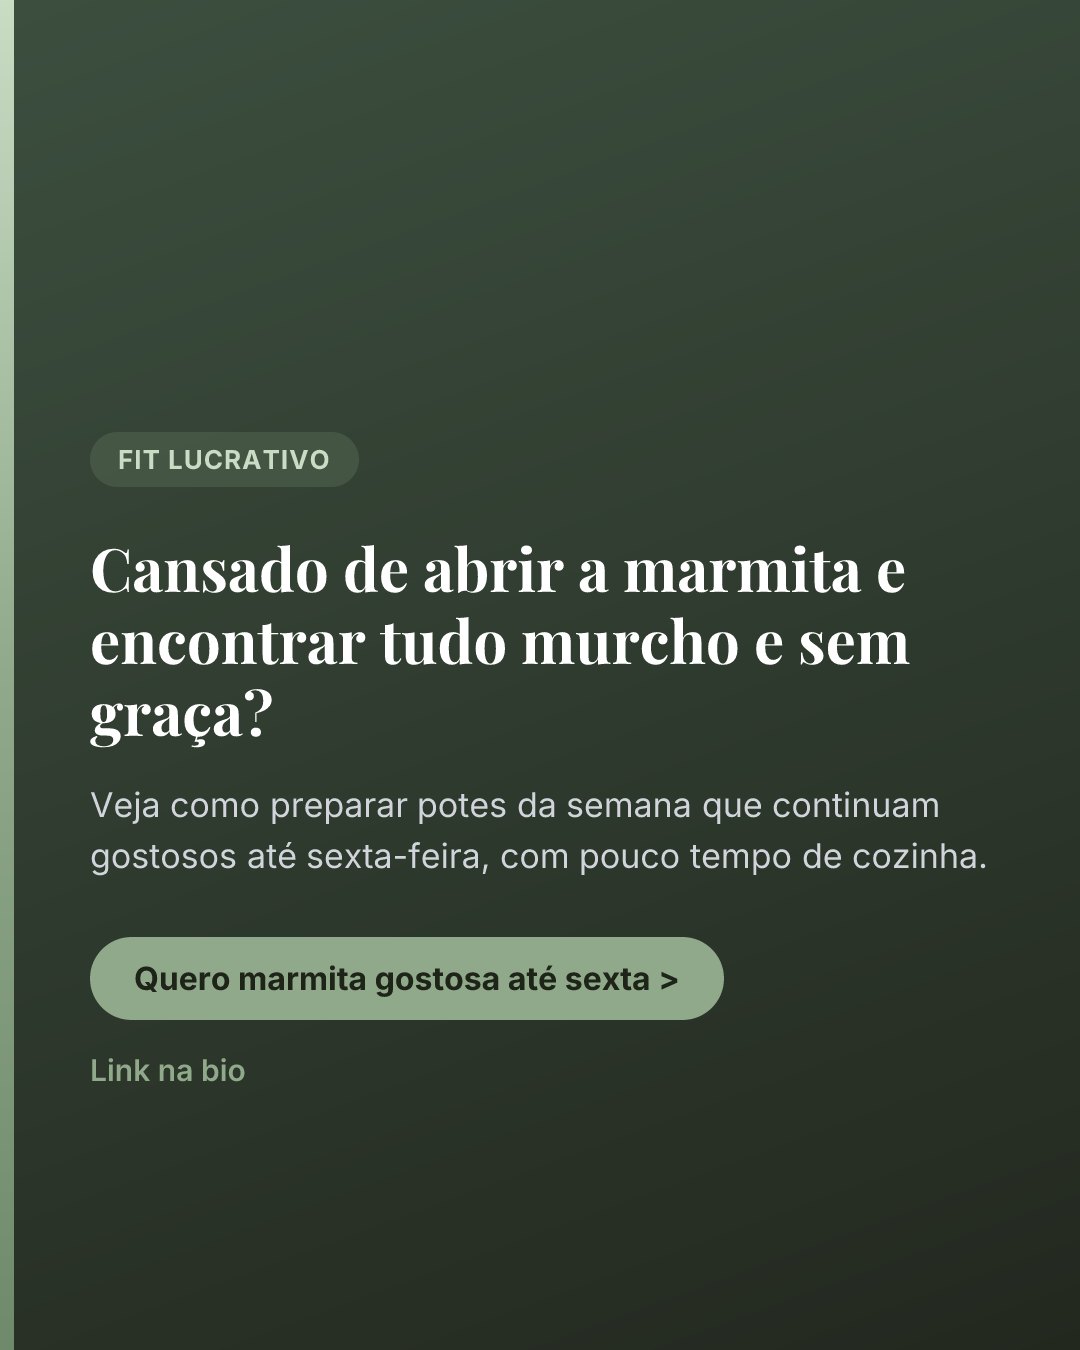 FIT LUCRATIVO
Cansado de abrir a marmita e
encontrar tudo murcho e sem
graça?
Veja como preparar potes da semana que continuam
gostosos até sexta-feira, com pouco tempo de cozinha.
Quero marmita gostosa até sexta >
Link na bio